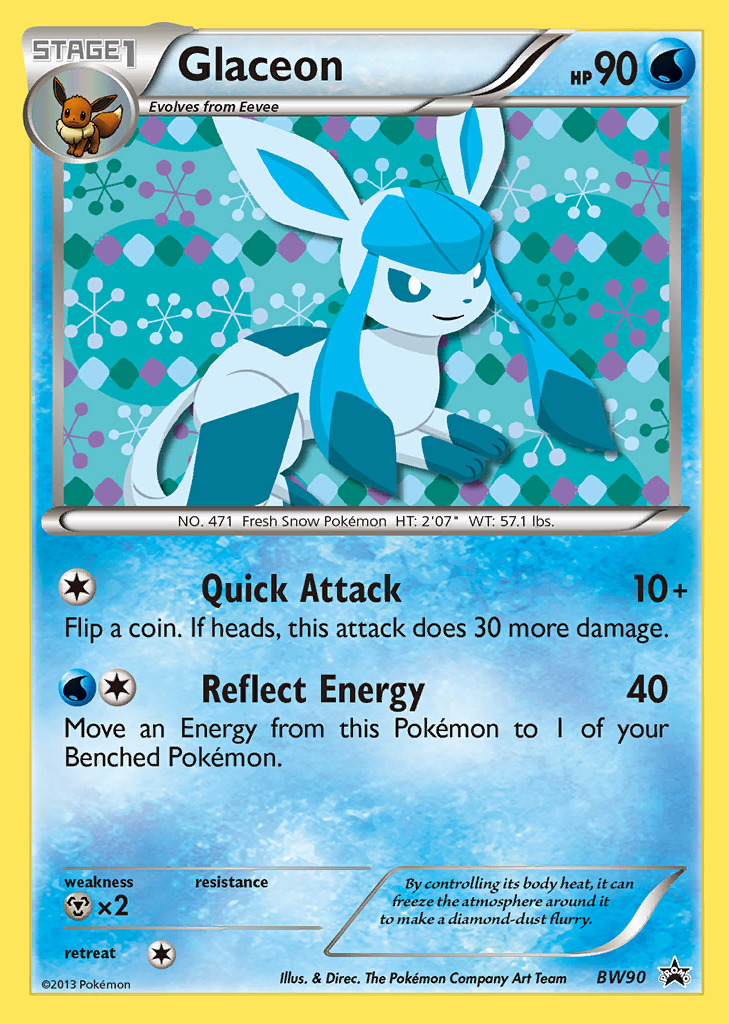 STAGE1
Glaceon
HP 90
Evolves from Eevee
NO. 471 Fresh Snow Pokémon HT: 2'07" WT: 57.1 lbs.
Quick Attack 10+
Flip a coin. If heads, this attack does 30 more damage.
Reflect Energy 40
Move an Energy from this Pokémon to 1 of your
Benched Pokémon.
weakness resistance
×2
By controlling its body heat, it can
freeze the atmosphere around it
to make a diamond-dust flurry.
retreat
©2013 Pokémon
Illus. & Direc. The Pokémon Company Art Team
BW90
PROMO